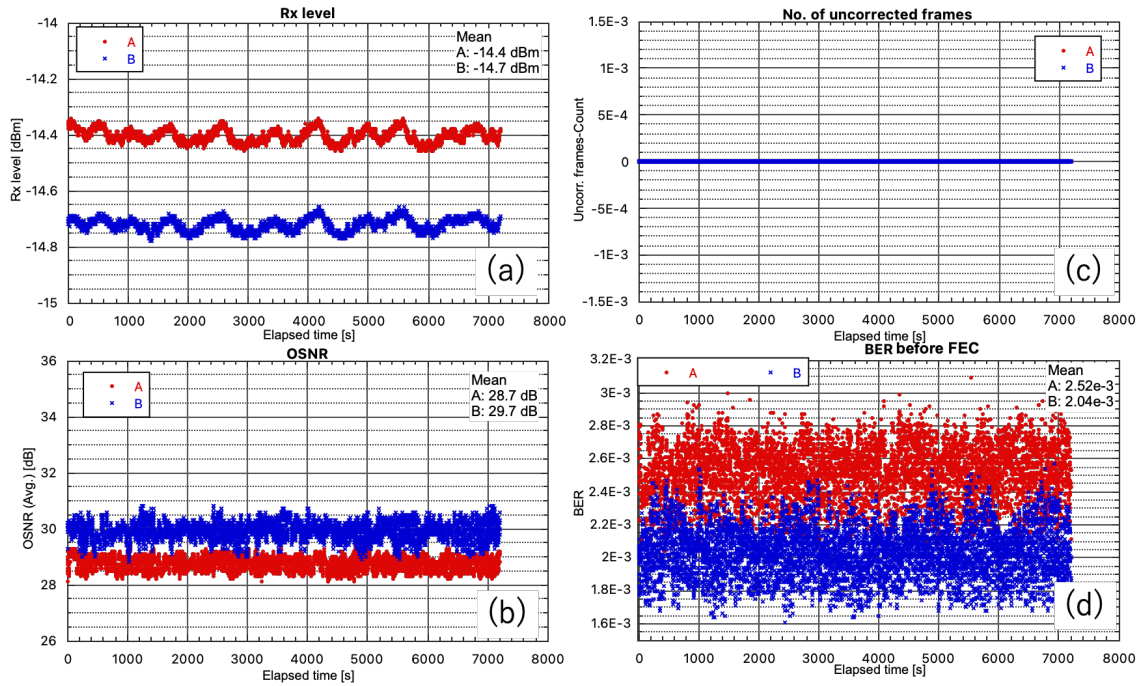 Rx level
-14
-14.2
-14.4
-14.6
-14.8
-15
Rx level [dBm]
A
B
Mean
A: -14.4 dBm
B: -14.7 dBm
(a)
0 1000 2000 3000 4000 5000 6000 7000 8000
Elapsed time [s]
No. of uncorrected frames
1.5E-3
1E-3
5E-4
0
-5E-4
-1E-3
-1.5E-3
Uncorr. frames-Count
A
B
(c)
0 1000 2000 3000 4000 5000 6000 7000 8000
Elapsed time [s]
OSNR
36
34
32
30
28
26
OSNR (Avg.) [dB]
A
B
Mean
A: 28.7 dB
B: 29.7 dB
(b)
0 1000 2000 3000 4000 5000 6000 7000 8000
Elapsed time [s]
BER before FEC
3.2E-3
3E-3
2.8E-3
2.6E-3
2.4E-3
2.2E-3
2E-3
1.8E-3
1.6E-3
BER
A B
Mean
A: 2.52e-3
B: 2.04e-3
(d)
0 1000 2000 3000 4000 5000 6000 7000 8000
Elapsed time [s]